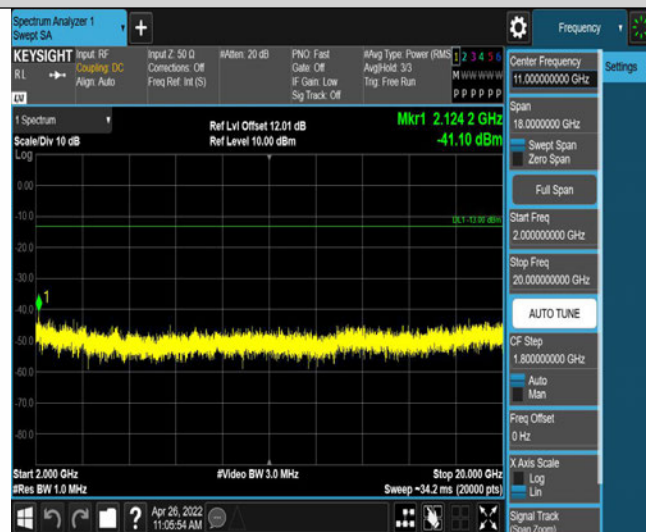 Spectrum Analyzer 1
Swept SA
+
Frequency
KEYSIGHT
RL
Input: RF
Coupling: DC
Align: Auto
Input Z: 50 Ω
Corrections: Off
Freq Ref: Int (S)
#Atten: 20 dB
PNO: Fast
Gate: Off
IF Gain: Low
Sig Track: Off
#Avg Type: Power (RMS
Avg|Hold: 3/3
Trig: Free Run
1 2 3 4 5 6
M W W W W W
P P P P P P
LXI
1 Spectrum
Scale/Div 10 dB
Ref Lvl Offset 12.01 dB
Ref Level 10.00 dBm
Mkr1 2.124 2 GHz
-41.10 dBm
Log
0.00
-10.0
DL1 -13.00 dBm
-20.0
-30.0
1
-40.0
-50.0
-60.0
-70.0
-80.0
Start 2.000 GHz
#Res BW 1.0 MHz
#Video BW 3.0 MHz
Stop 20.000 GHz
Sweep ~34.2 ms (20000 pts)
?
Apr 26, 2022
11:05:54 AM
Settings
Center Frequency
11.000000000 GHz
Span
18.0000000 GHz
Swept Span
Zero Span
Full Span
Start Freq
2.000000000 GHz
Stop Freq
20.000000000 GHz
AUTO TUNE
CF Step
1.800000000 GHz
Auto
Man
Freq Offset
0 Hz
X Axis Scale
Log
Lin
Signal Track
(Span Zoom)